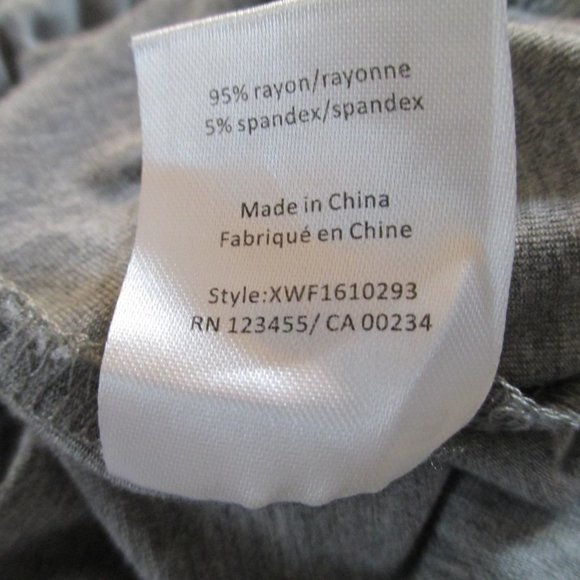 95% rayon/rayonne
5% spandex/spandex
Made in China
Fabriqué en Chine
Style:XWF1610293
RN 123455/ CA 00234